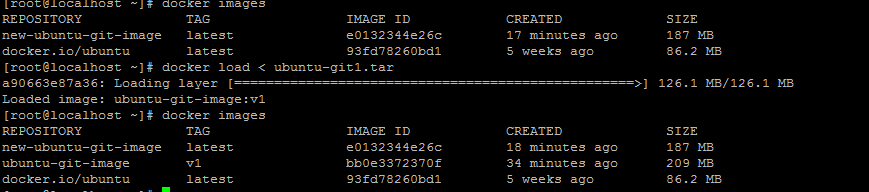 [root@localhost ~]# docker images
REPOSITORY TAG IMAGE ID CREATED SIZE
new-ubuntu-git-image latest e0132344e26c 17 minutes ago 187 MB
docker.io/ubuntu latest 93fd78260bd1 5 weeks ago 86.2 MB
[root@localhost ~]# docker load < ubuntu-git1.tar
a90663e87a36: Loading layer [==================================================>] 126.1 MB/126.1 MB
Loaded image: ubuntu-git-image:v1
[root@localhost ~]# docker images
REPOSITORY TAG IMAGE ID CREATED SIZE
new-ubuntu-git-image latest e0132344e26c 18 minutes ago 187 MB
ubuntu-git-image v1 bb0e3372370f 34 minutes ago 209 MB
docker.io/ubuntu latest 93fd78260bd1 5 weeks ago 86.2 MB
[root@localhost ~]#